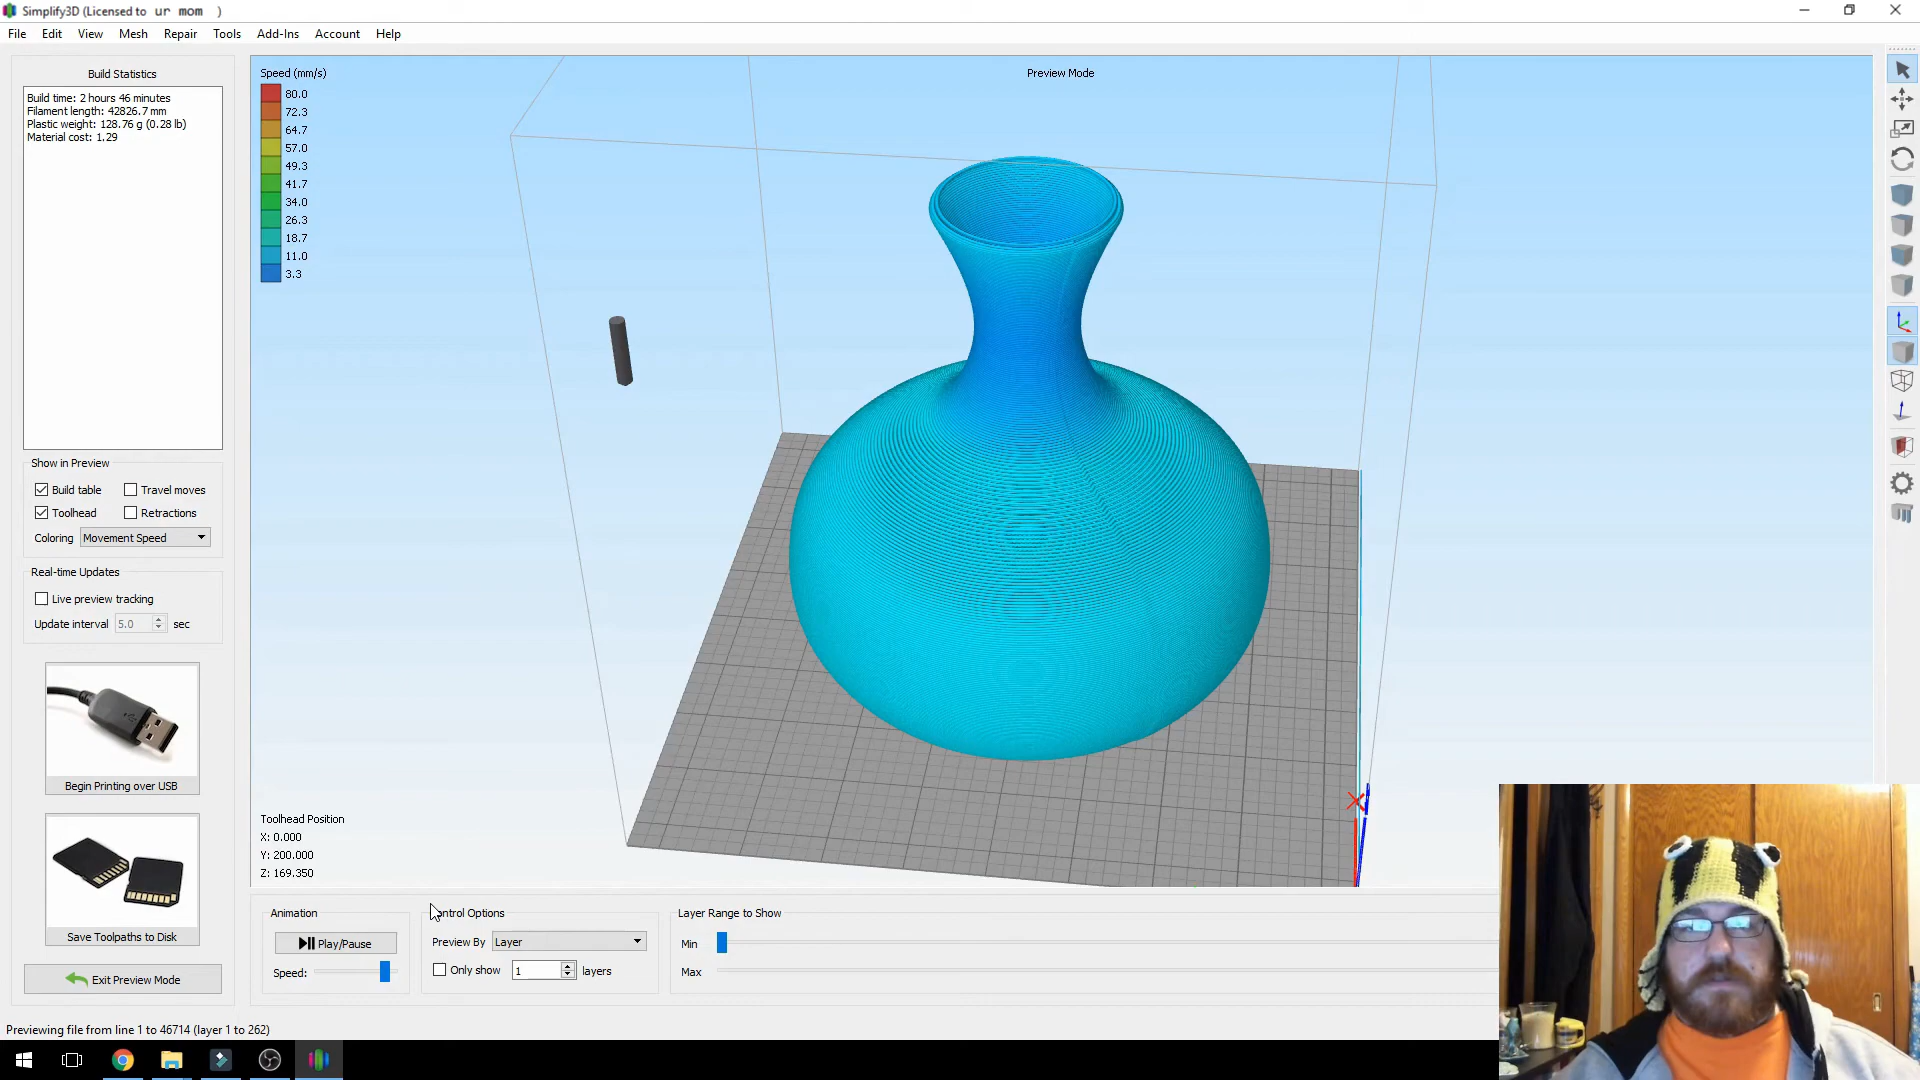 Simplify3D (Licensed to ur mom )
File Edit View Mesh Repair Tools Add-Ins Account Help
Build Statistics
Build time: 2 hours 46 minutes
Filament length: 42826.7 mm
Plastic weight: 128.76 g (0.28 lb)
Material cost: 1.29
Show in Preview
Build table Travel moves
Toolhead Retractions
Coloring Movement Speed
Real-time Updates
Live preview tracking
Update interval 5.0 sec
Begin Printing over USB
Save Toolpaths to Disk
Exit Preview Mode
Speed (mm/s)
80.0
72.3
64.7
57.0
49.3
41.7
34.0
26.3
18.7
11.0
3.3
Preview Mode
Toolhead Position
X: 0.000
Y: 200.000
Z: 169.350
Animation
Play/Pause
Speed:
ontrol Options
Preview By Layer
Only show 1 layers
Layer Range to Show
Min
Max
Previewing file from line 1 to 46714 (layer 1 to 262)